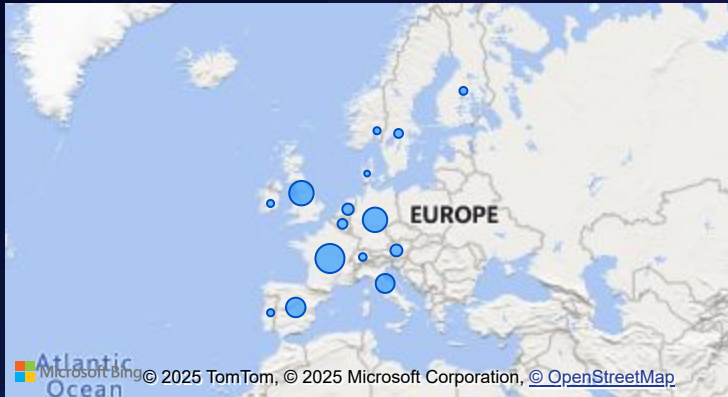 EUROPE
Atlantic
Ocean
Microsoft Bing
© 2025 TomTom, © 2025 Microsoft Corporation, © OpenStreetMap